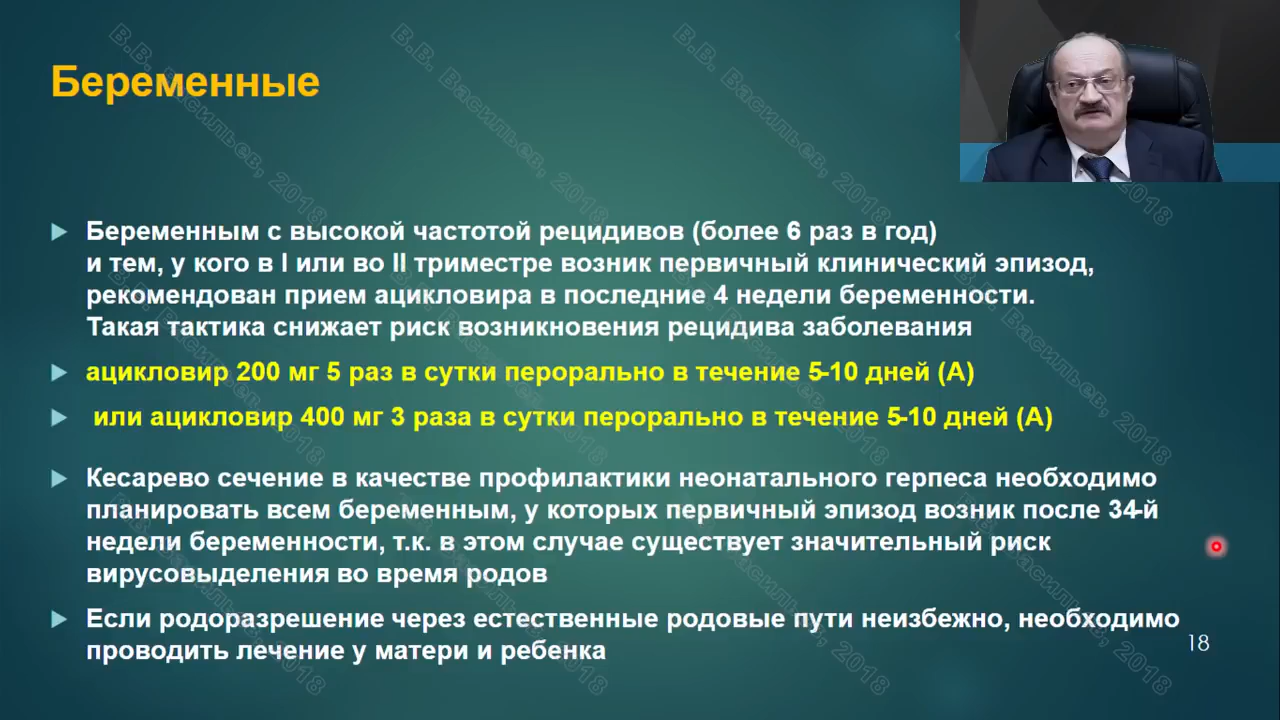 Беременные
Беременным с высокой частотой рецидивов (более 6 раз в год)
и тем, у кого в I или во II триместре возник первичный клинический эпизод,
рекомендован прием ацикловира в последние 4 недели беременности.
Такая тактика снижает риск возникновения рецидива заболевания
ацикловир 200 мг 5 раз в сутки перорально в течение 5-10 дней (А)
или ацикловир 400 мг 3 раза в сутки перорально в течение 5-10 дней (А)
Кесарево сечение в качестве профилактики неонатального герпеса необходимо
планировать всем беременным, у которых первичный эпизод возник после 34-й
недели беременности, т.к. в этом случае существует значительный риск
вирусовыделения во время родов
Если родоразрешение через естественные родовые пути неизбежно, необходимо
проводить лечение у матери и ребенка
18
В.В. Васильев, 2018